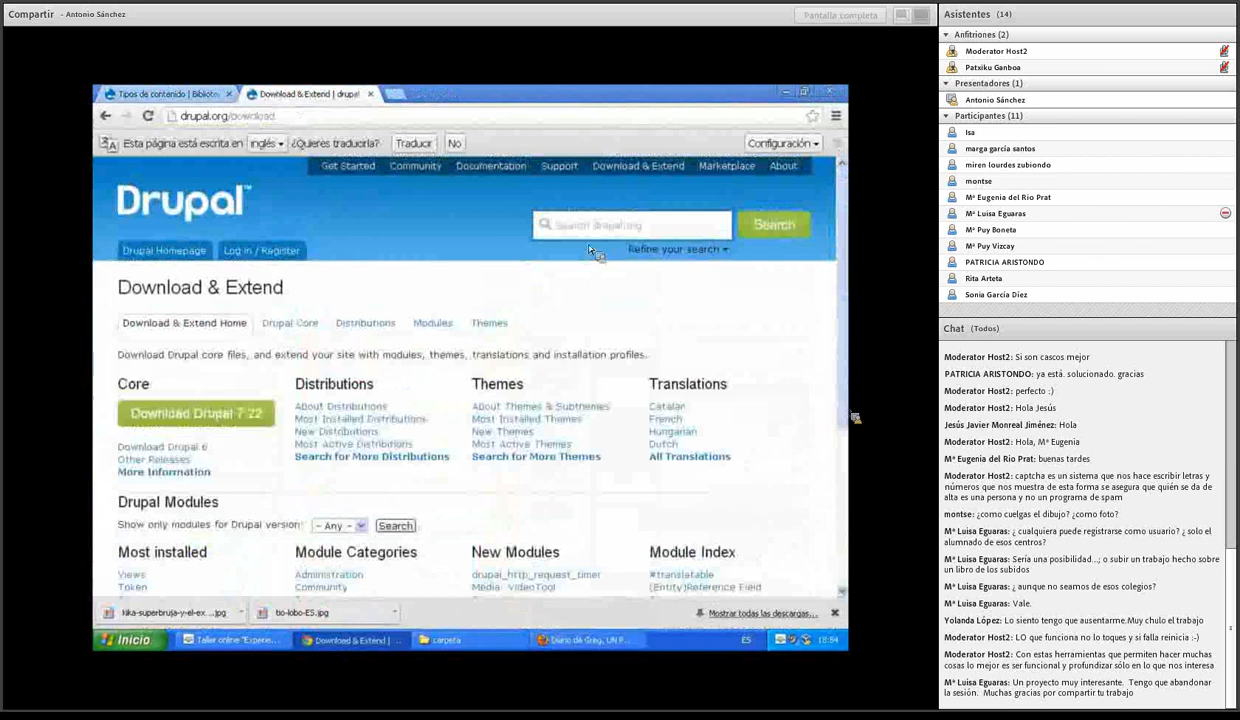 Compartir - Antonio Sánchez
Pantalla completa
Tipos de contenido | Bibliote
Download & Extend | drupal
drupal.org/download
Esta página está escrita en inglés ¿Quieres traducirla? Traducir No Configuración
Get Started Community Documentation Support Download & Extend Marketplace About
Drupal™
Search drupal.org Search
Refine your search
Drupal Homepage Log in / Register
Download & Extend
Download & Extend Home Drupal Core Distributions Modules Themes
Download Drupal core files, and extend your site with modules, themes, translations and installation profiles.
Core Distributions Themes Translations
Download Drupal 7.22
About Distributions About Themes & Subthemes Catalan
Most Installed Distributions Most Installed Themes French
New Distributions New Themes Hungarian
Download Drupal 6 Most Active Distributions Most Active Themes Dutch
Other Releases Search for More Distributions Search for More Themes All Translations
More Information
Drupal Modules
Show only modules for Drupal version: - Any - Search
Most installed Module Categories New Modules Module Index
Views Administration drupal_http_request_timer #translatable
Token Community Media: VideoTool (Entity)Reference Field
kika-superbruja-y-el-ex....jpg tio-lobo-ES.jpg Mostrar todas las descargas...
Inicio Taller online "Experie... Download & Extend | ... carpeta Diario de Greg, UN P... ES 18:54
Asistentes (14)
Anfitriones (2)
Moderator Host2
Patxiku Ganboa
Presentadores (1)
Antonio Sánchez
Participantes (11)
Isa
marga garcía santos
miren lourdes zubiondo
montse
Mª Eugenia del Rio Prat
Mª Luisa Eguaras
Mª Puy Boneta
Mª Puy Vizcay
PATRICIA ARISTONDO
Rita Arteta
Sonia García Díez
Chat (Todos)
Moderator Host2: Si son cascos mejor
PATRICIA ARISTONDO: ya está. solucionado. gracias
Moderator Host2: perfecto :)
Moderator Host2: Hola Jesús
Jesús Javier Monreal Jiménez: Hola
Moderator Host2: Hola, Mª Eugenia
Mª Eugenia del Rio Prat: buenas tardes
Moderator Host2: captcha es un sistema que nos hace escribir letras y
números que nos muestra de esta forma se asegura que quién se da de
alta es una persona y no un programa de spam
montse: ¿como cuelgas el dibujo? ¿como foto?
Mª Luisa Eguaras: ¿ cualquiera puede registrarse como usuario? ¿ solo el
alumnado de esos centros?
Mª Luisa Eguaras: Sería una posibilidad...; o subir un trabajo hecho sobre
un libro de los subidos
Mª Luisa Eguaras: ¿ aunque no seamos de esos colegios?
Mª Luisa Eguaras: Vale.
Yolanda López: Lo siento tengo que ausentarme.Muy chulo el trabajo
Moderator Host2: LO que funciona no lo toques y si falla reinicia :-)
Moderator Host2: Con estas herramientas que permiten hacer muchas
cosas lo mejor es ser functional y profundizar sólo en lo que nos interesa
Mª Luisa Eguaras: Un proyecto muy interesante. Tengo que abandonar
la sesión. Muchas gracias por compartir tu trabajo